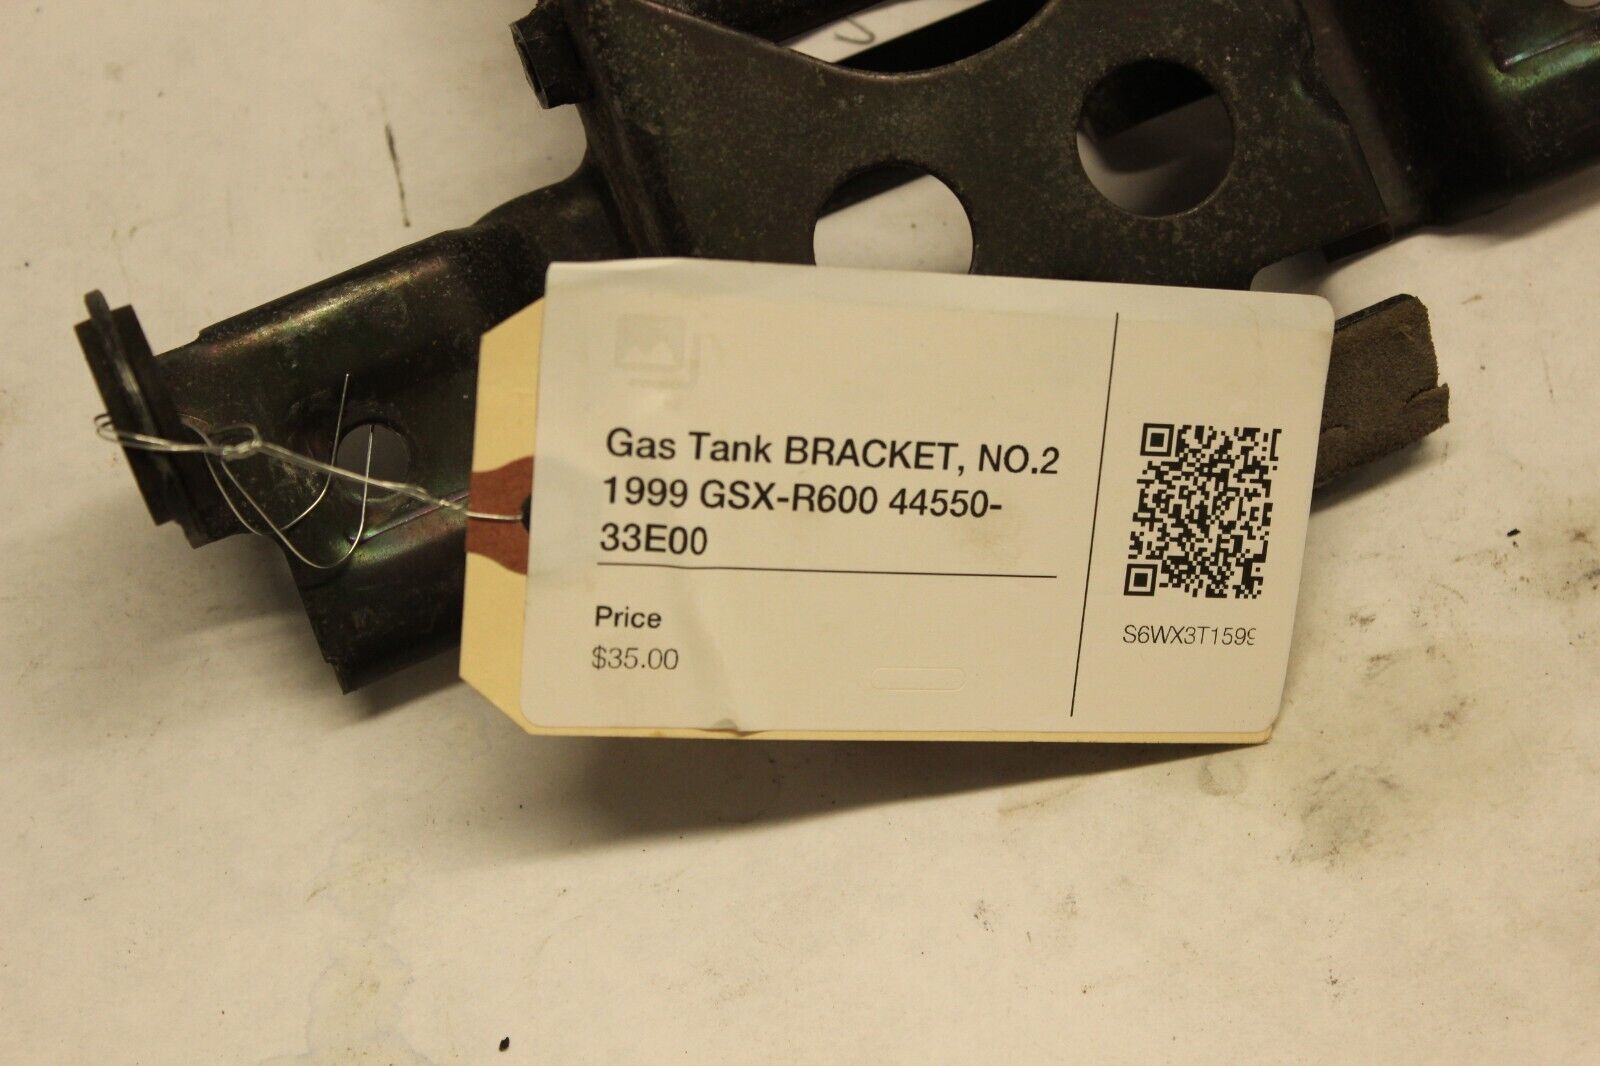 Gas Tank BRACKET, NO.2
1999 GSX-R600 44550-
33E00
Price
$35.00
S6WX3T1599